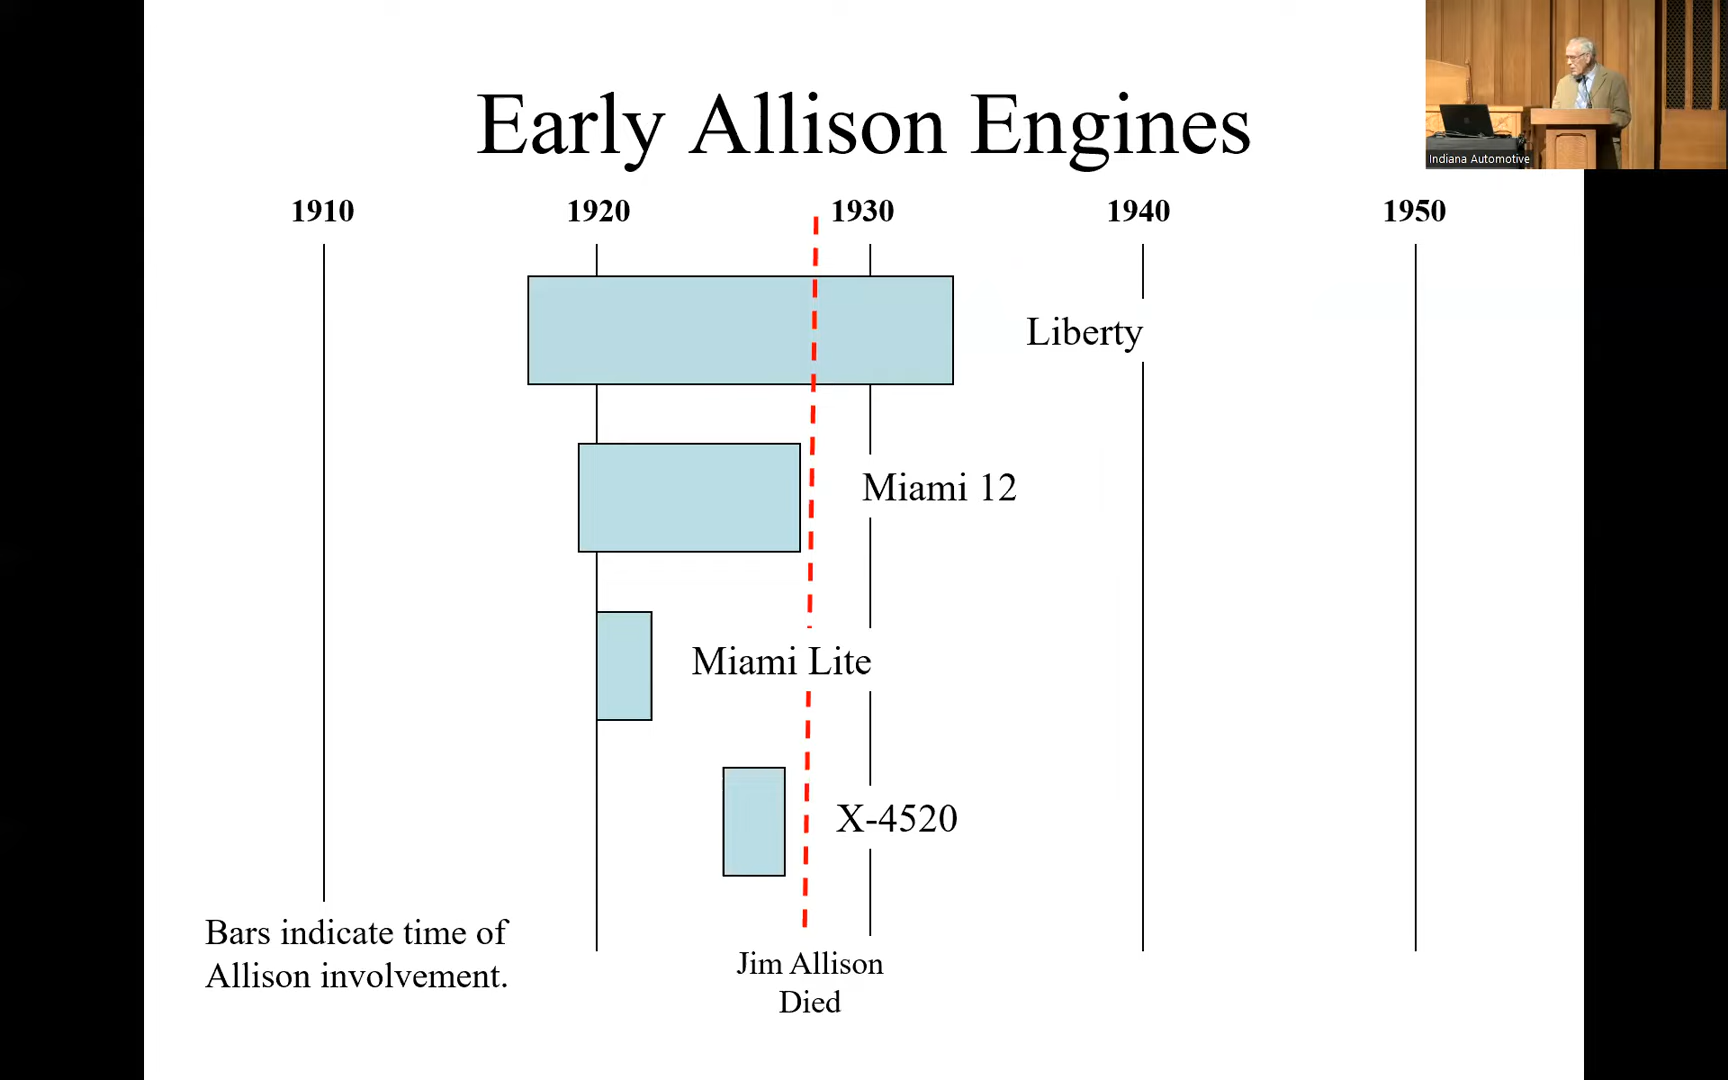 Early Allison Engines
Indiana Automotive
1910 1920 1930 1940 1950
Liberty
Miami 12
Miami Lite
X-4520
Bars indicate time of
Allison involvement.
Jim Allison
Died